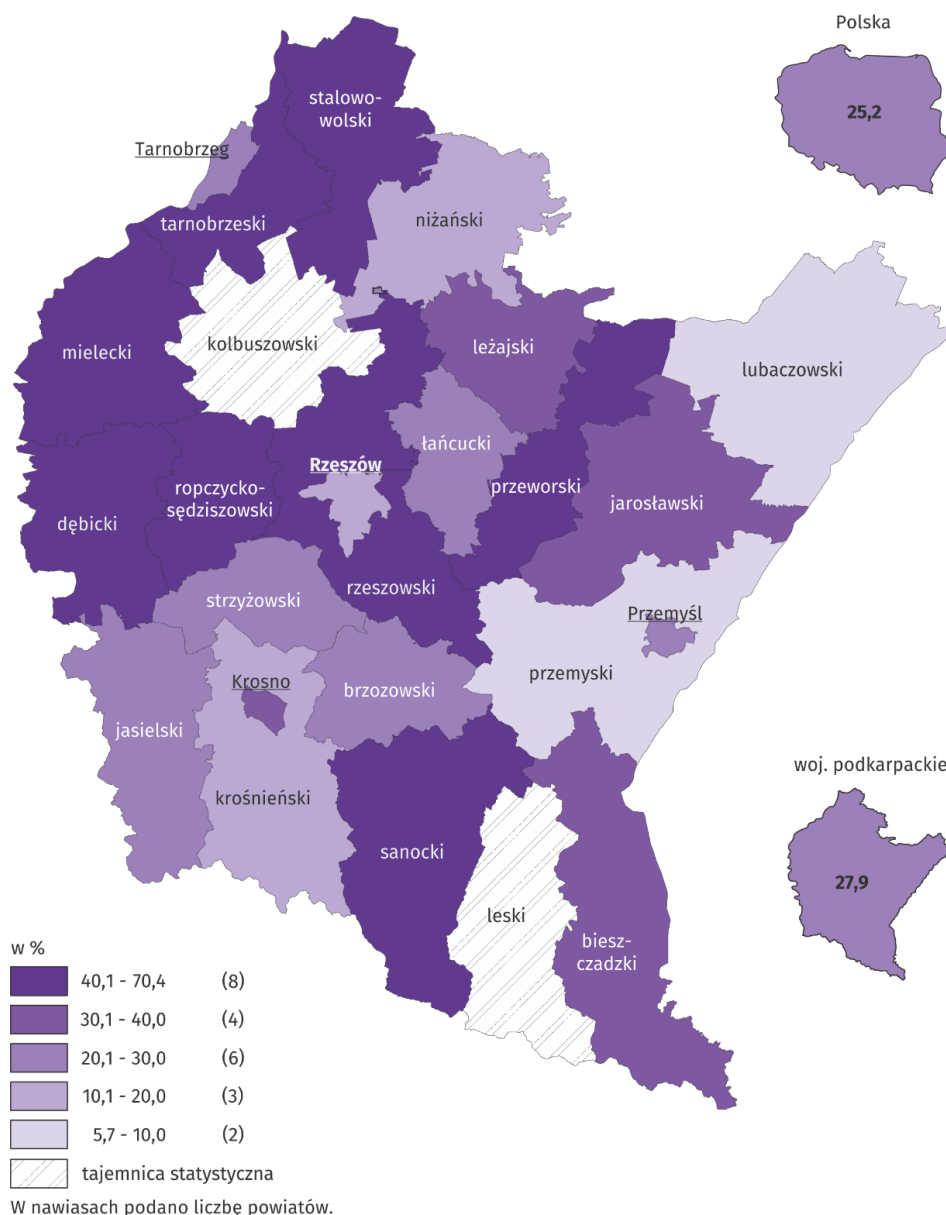 Polska
25,2
stalowo-
wolski
Tarnobrzeg
tarnobrzeski
niżański
kolbuszowski
mielecki
leżajski
lubaczowski
łańcucki
Rzeszów
ropczycko-
sędziszowski
przeworski
jarosławski
dębicki
rzeszowski
strzyżowski
Przemyśl
przemyski
Krosno
brzozowski
jasielski
krośnieński
woj. podkarpackie
27,9
sanocki
leski
biesz-
czadzki
w %
40,1 - 70,4 (8)
30,1 - 40,0 (4)
20,1 - 30,0 (6)
10,1 - 20,0 (3)
5,7 - 10,0 (2)
tajemnica statystyczna
W nawiasach podano liczbę powiatów.